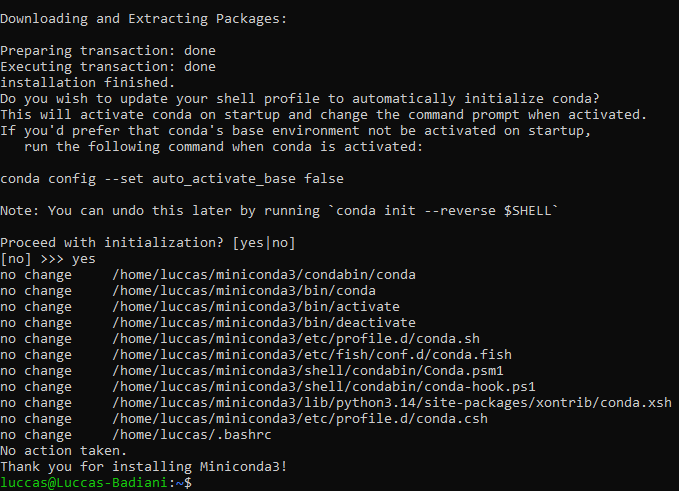 Downloading and Extracting Packages:
Preparing transaction: done
Executing transaction: done
installation finished.
Do you wish to update your shell profile to automatically initialize conda?
This will activate conda on startup and change the command prompt when activated.
If you'd prefer that conda's base environment not be activated on startup,
   run the following command when conda is activated:
conda config --set auto_activate_base false
Note: You can undo this later by running `conda init --reverse $SHELL`
Proceed with initialization? [yes|no]
[no] >>> yes
no change     /home/luccas/miniconda3/condabin/conda
no change     /home/luccas/miniconda3/bin/conda
no change     /home/luccas/miniconda3/bin/activate
no change     /home/luccas/miniconda3/bin/deactivate
no change     /home/luccas/miniconda3/etc/profile.d/conda.sh
no change     /home/luccas/miniconda3/etc/fish/conf.d/conda.fish
no change     /home/luccas/miniconda3/shell/condabin/Conda.psm1
no change     /home/luccas/miniconda3/shell/condabin/conda-hook.ps1
no change     /home/luccas/miniconda3/lib/python3.14/site-packages/xontrib/conda.xsh
no change     /home/luccas/miniconda3/etc/profile.d/conda.csh
no change     /home/luccas/.bashrc
No action taken.
Thank you for installing Miniconda3!
luccas@Luccas-Badiani:~$